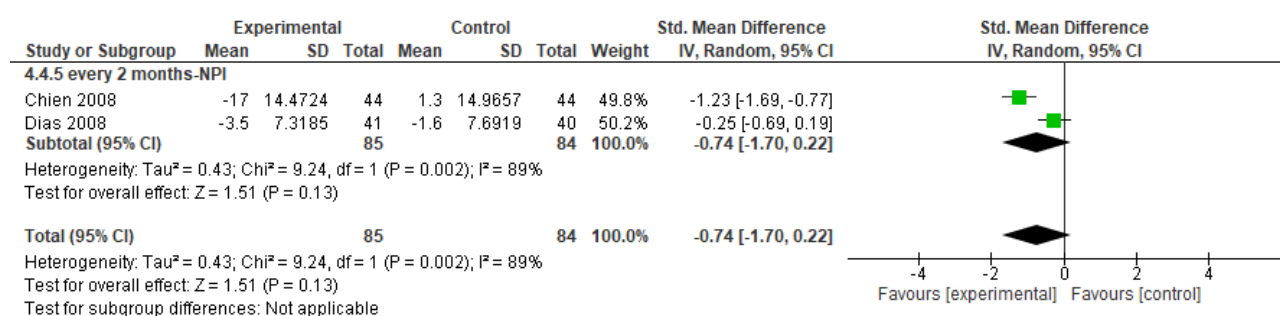 Experimental Control Std. Mean Difference Std. Mean Difference
Study or Subgroup Mean SD Total Mean SD Total Weight IV, Random, 95% CI IV, Random, 95% CI
4.4.5 every 2 months-NPI
Chien 2008 -17 14.4724 44 1.3 14.9657 44 49.8% -1.23 [-1.69, -0.77]
Dias 2008 -3.5 7.3185 41 -1.6 7.6919 40 50.2% -0.25 [-0.69, 0.19]
Subtotal (95% CI) 85 84 100.0% -0.74 [-1.70, 0.22]
Heterogeneity: Tau² = 0.43; Chi² = 9.24, df = 1 (P = 0.002); I² = 89%
Test for overall effect: Z = 1.51 (P = 0.13)
Total (95% CI) 85 84 100.0% -0.74 [-1.70, 0.22]
Heterogeneity: Tau² = 0.43; Chi² = 9.24, df = 1 (P = 0.002); I² = 89%
Test for overall effect: Z = 1.51 (P = 0.13)
Test for subgroup differences: Not applicable
-4 -2 0 2 4
Favours [experimental] Favours [control]